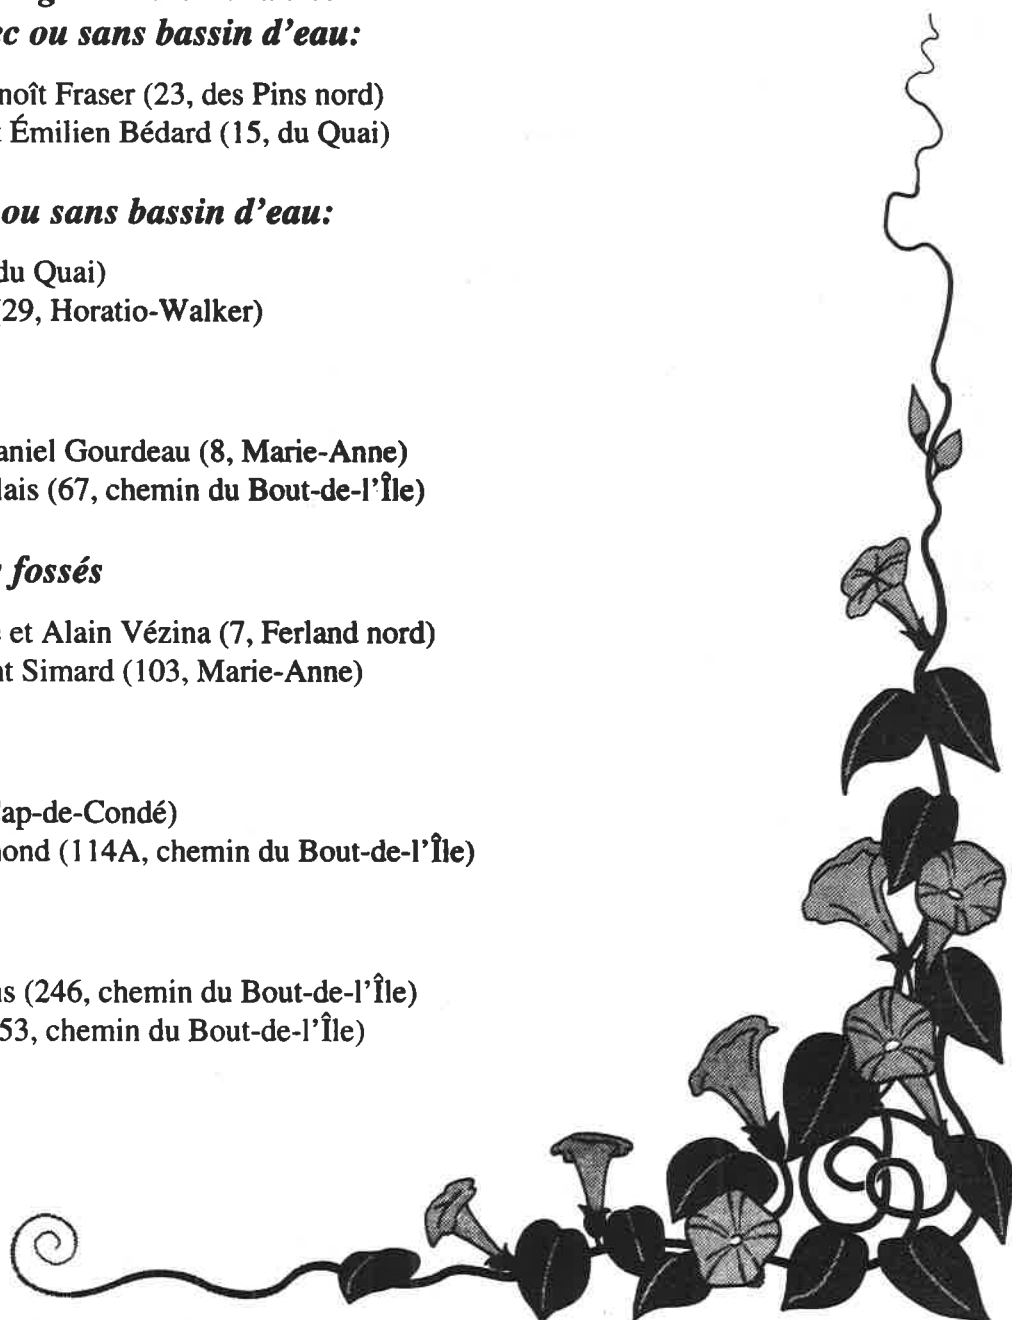 ou sans bassin d'eau:
noît Fraser (23, des Pins nord)
Émilien Bédard (15, du Quai)
ou sans bassin d'eau:
du Quai)
(29, Horatio-Walker)
aniel Gourdeau (8, Marie-Anne)
lais (67, chemin du Bout-de-l'Île)
fossés
et Alain Vézina (7, Ferland nord)
nt Simard (103, Marie-Anne)
Cap-de-Condé)
mond (114A, chemin du Bout-de-l'Île)
ns (246, chemin du Bout-de-l'Île)
53, chemin du Bout-de-l'Île)